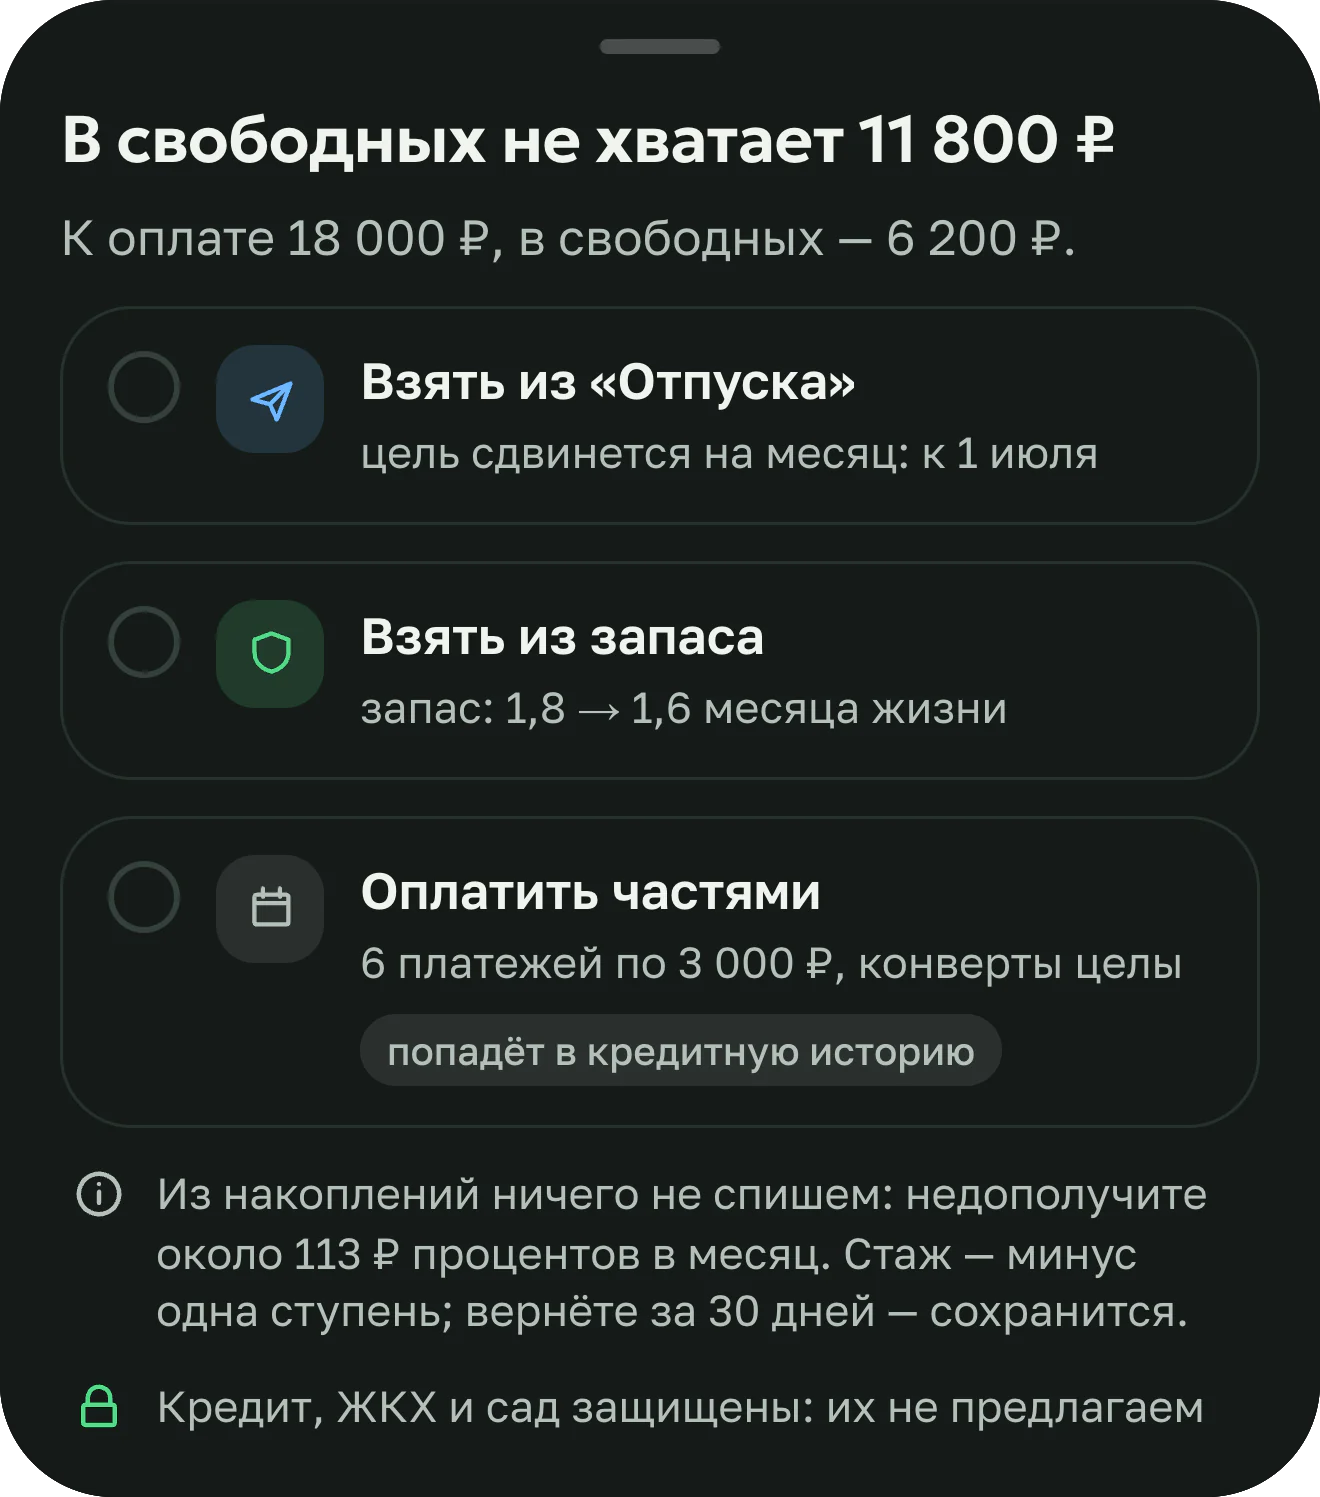 В свободных не хватает 11 800 ₽
К оплате 18 000 ₽, в свободных — 6 200 ₽.
Взять из «Отпуска»
цель сдвинется на месяц: к 1 июля
Взять из запаса
запас: 1,8 → 1,6 месяца жизни
Оплатить частями
6 платежей по 3 000 ₽, конверты целы
попадёт в кредитную историю
Из накоплений ничего не спишем: недополучите
около 113 ₽ процентов в месяц. Стаж — минус
одна ступень; вернёте за 30 дней — сохранится.
Кредит, ЖКХ и сад защищены: их не предлагаем